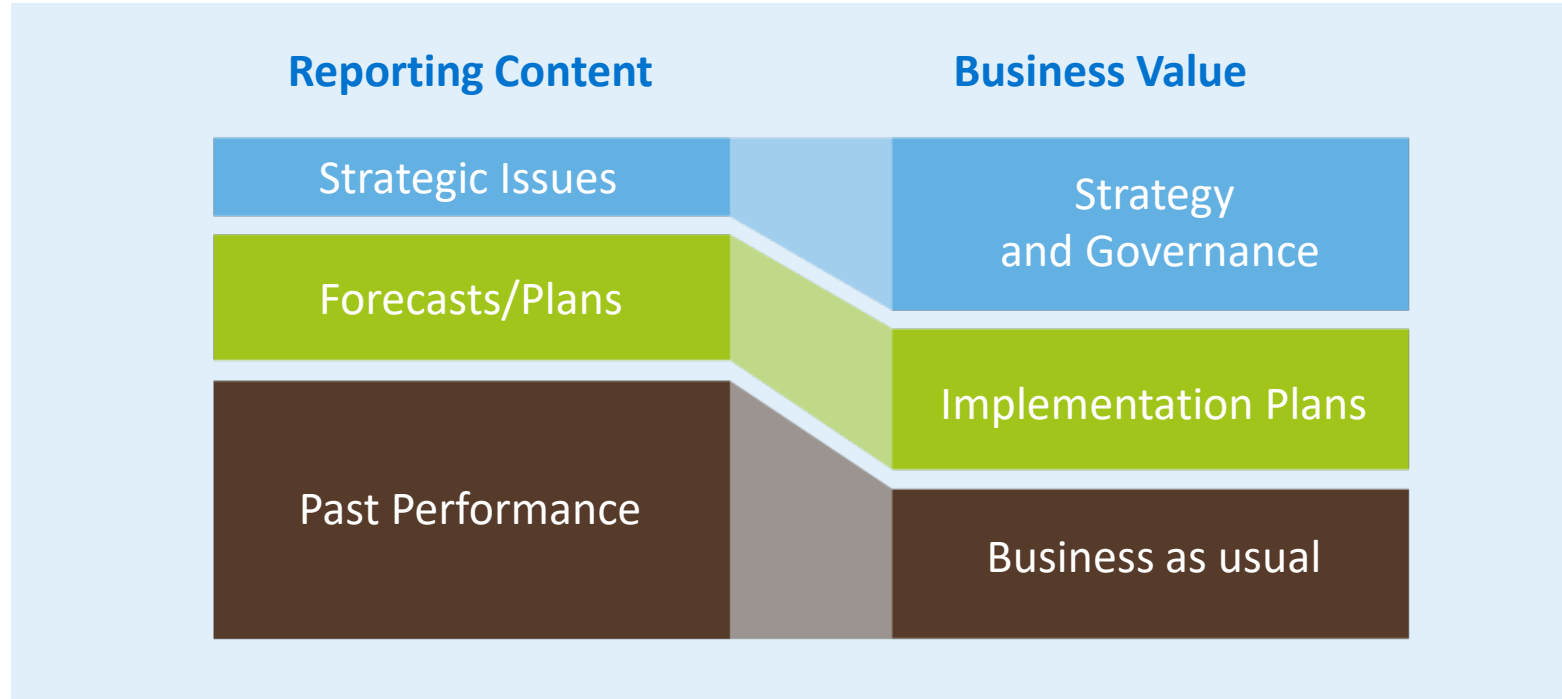 Reporting Content
Business Value
Strategic Issues
Forecasts/Plans
Past Performance
Strategy
and Governance
Implementation Plans
Business as usual